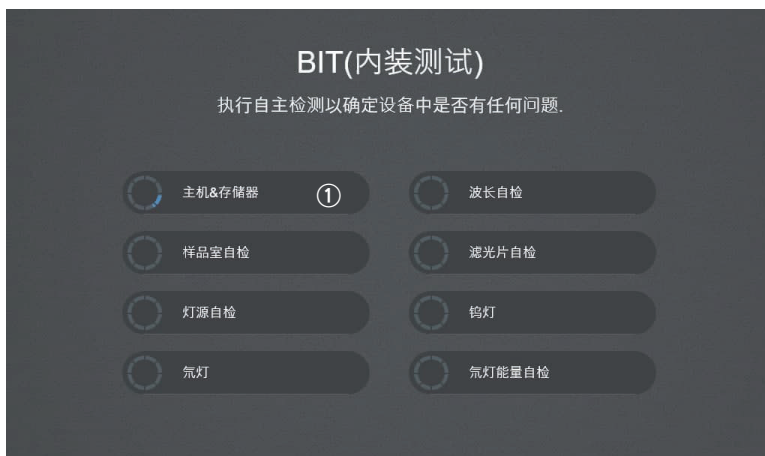 BIT(内装测试)
执行自主检测以确定设备中是否有任何问题.
主机&存储器 ①
波长自检
样品室自检
滤光片自检
灯源自检
钨灯
氘灯
氘灯能量自检